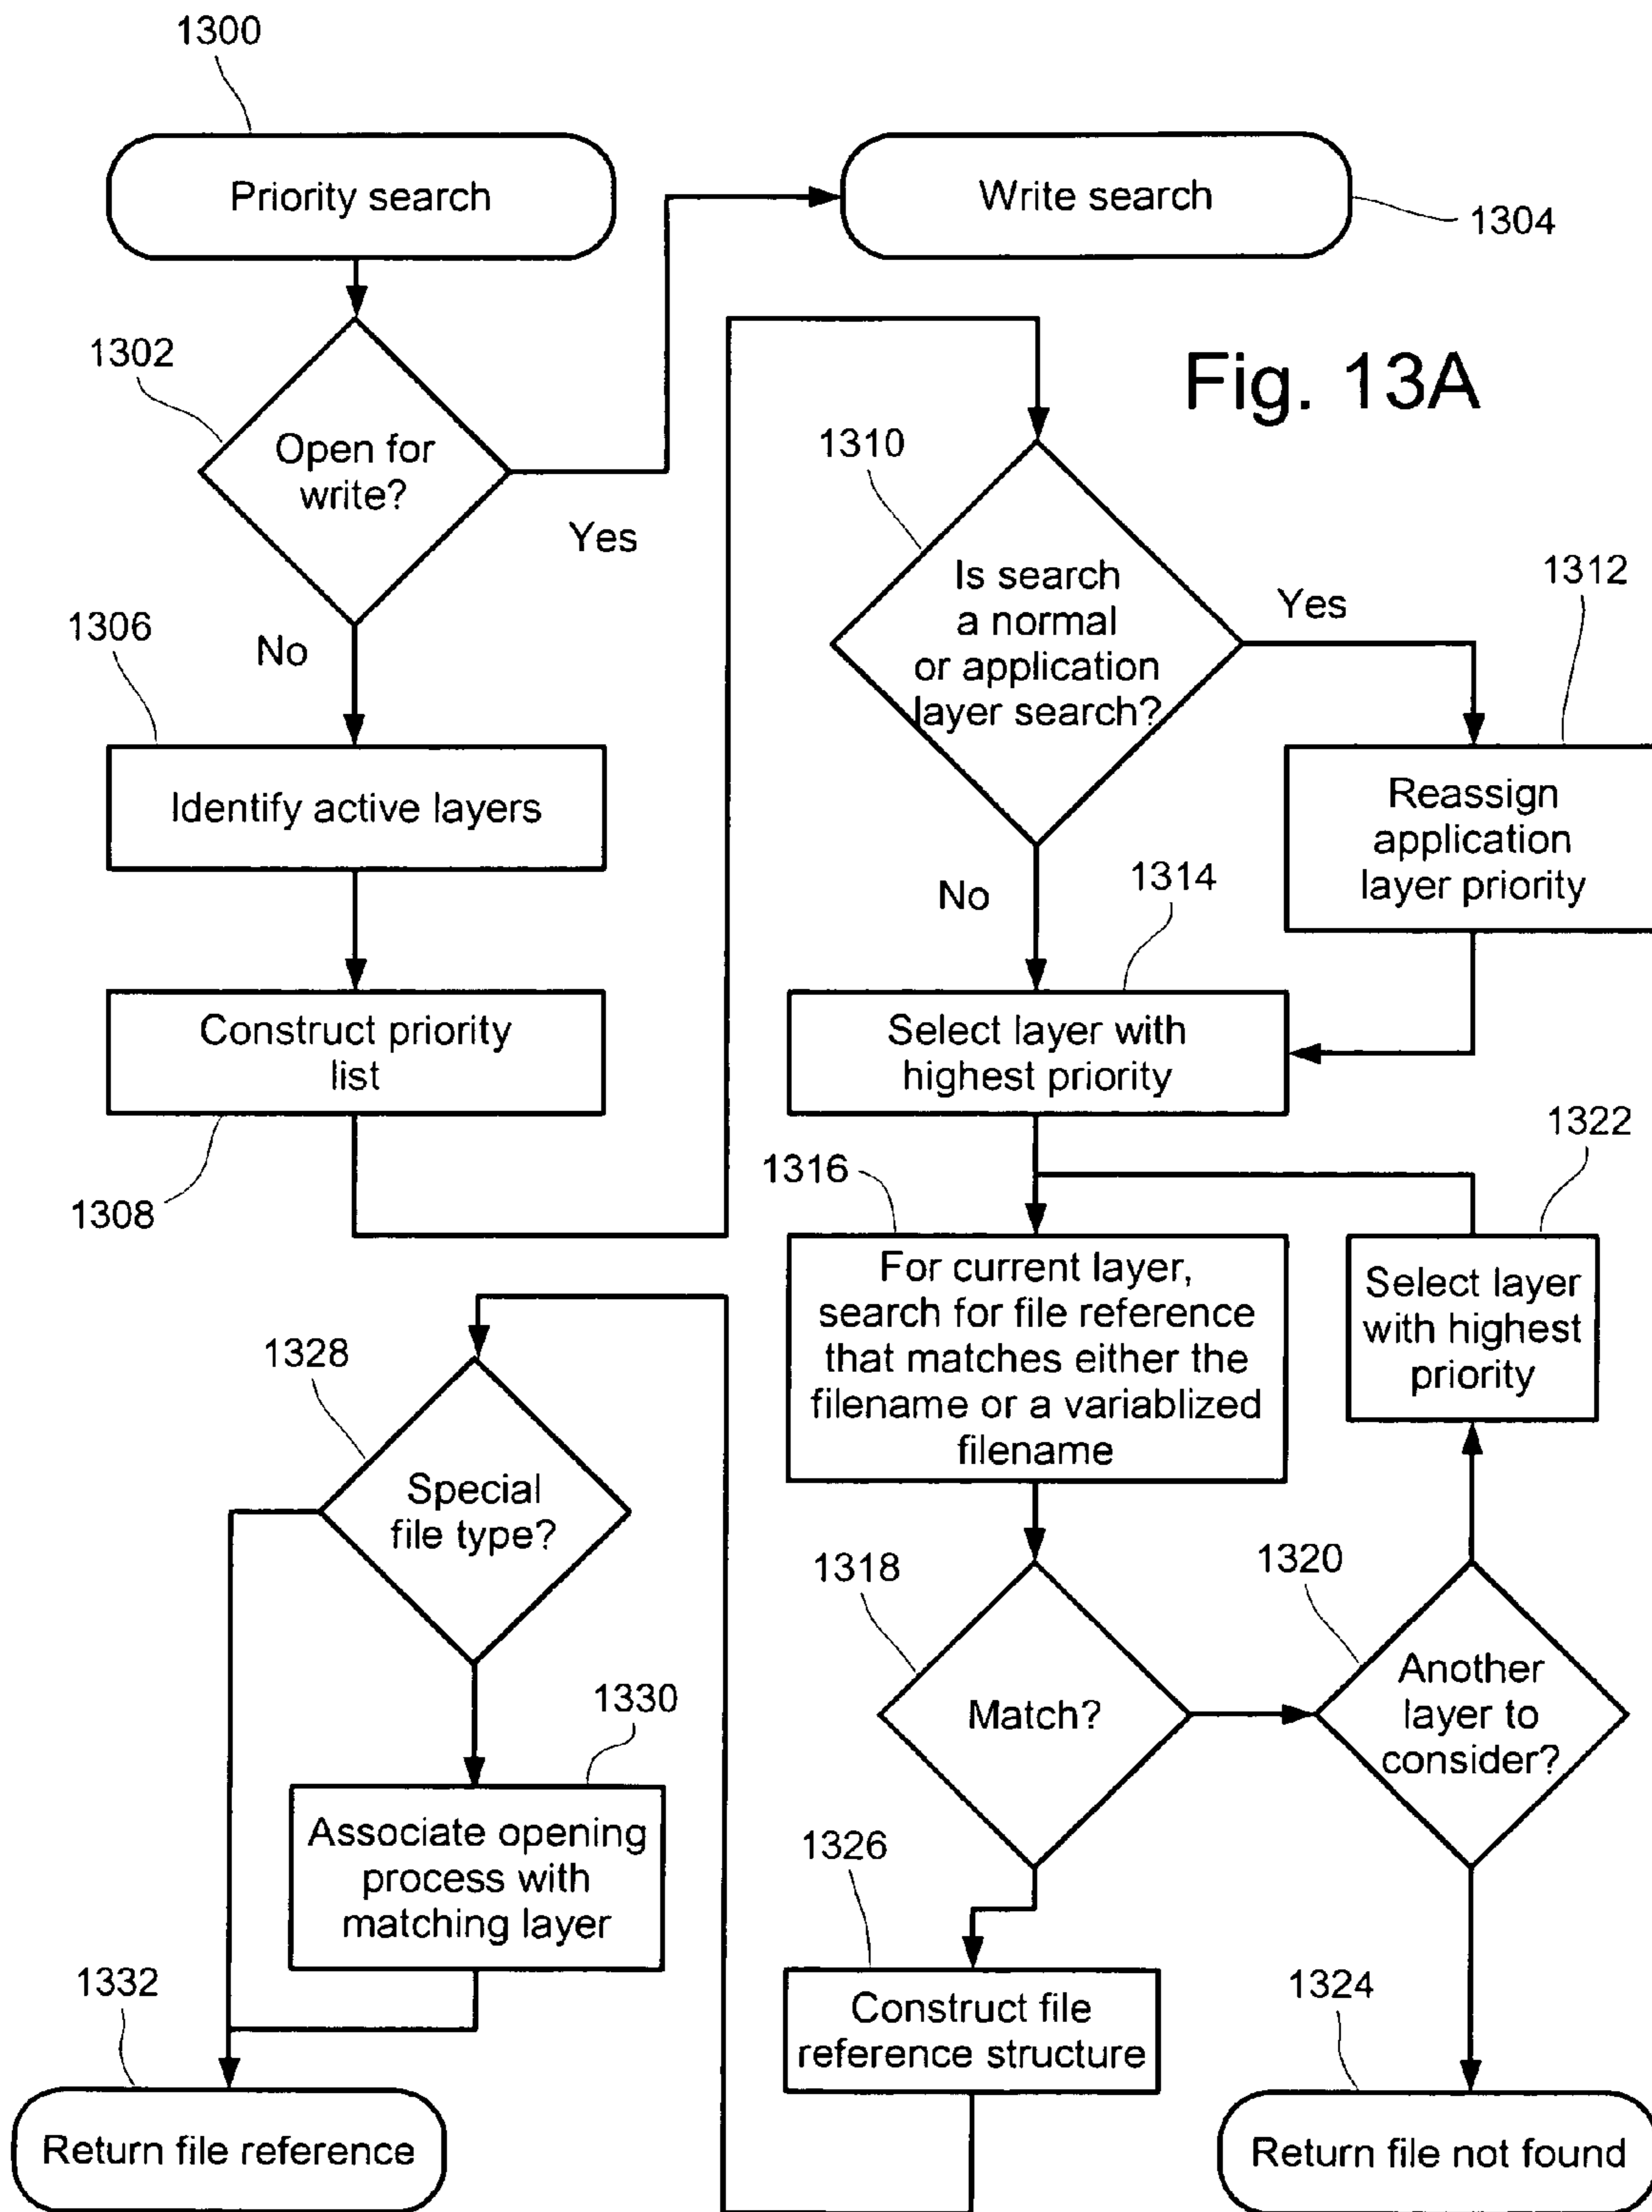 1300
Priority search
Write search
1304
Fig. 13A
1302
Open for
write?
Yes
No
1306
Identify active layers
Construct priority
list
1308
1310
Is search
a normal
or application
layer search?
Yes
1312
Reassign
application
layer priority
No
1314
Select layer with
highest priority
1316
For current layer,
search for file reference
that matches either the
filename or a variablized
filename
1322
Select layer
with highest
priority
1318
Match?
1320
Another
layer to
consider?
1326
Construct file
reference structure
1324
Return file not found
1328
Special
file type?
1330
Associate opening
process with
matching layer
1332
Return file reference